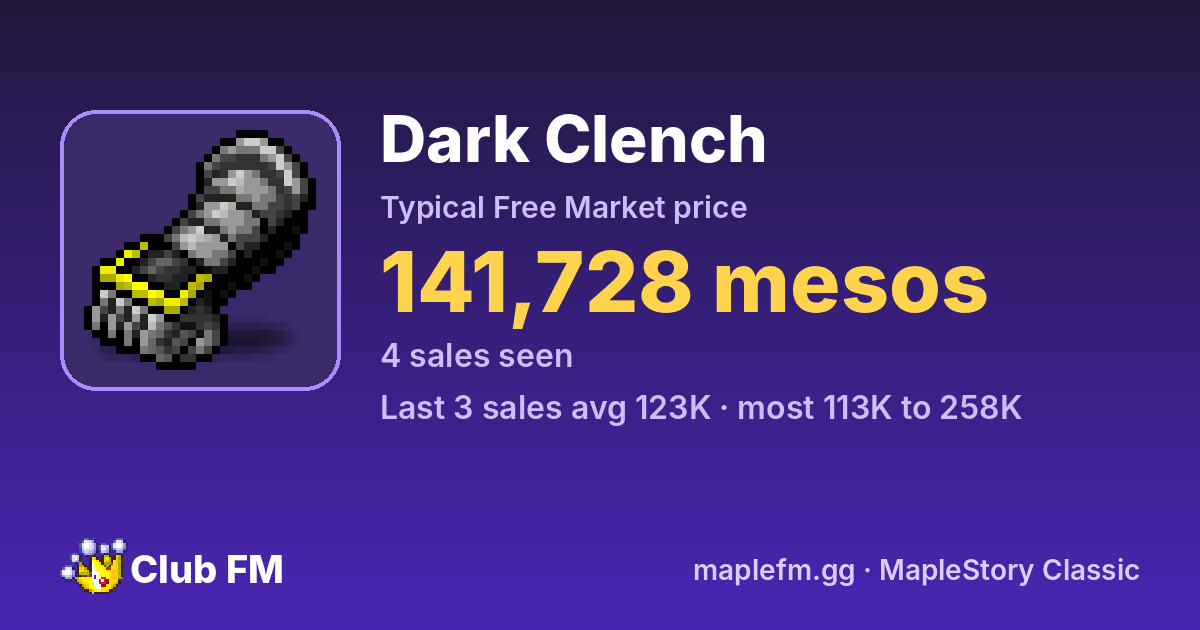 Dark Clench
Typical Free Market price
141,728 mesos
4 sales seen
Last 3 sales avg 123K · most 113K to 258K
Club FM
maplefm.gg · MapleStory Classic